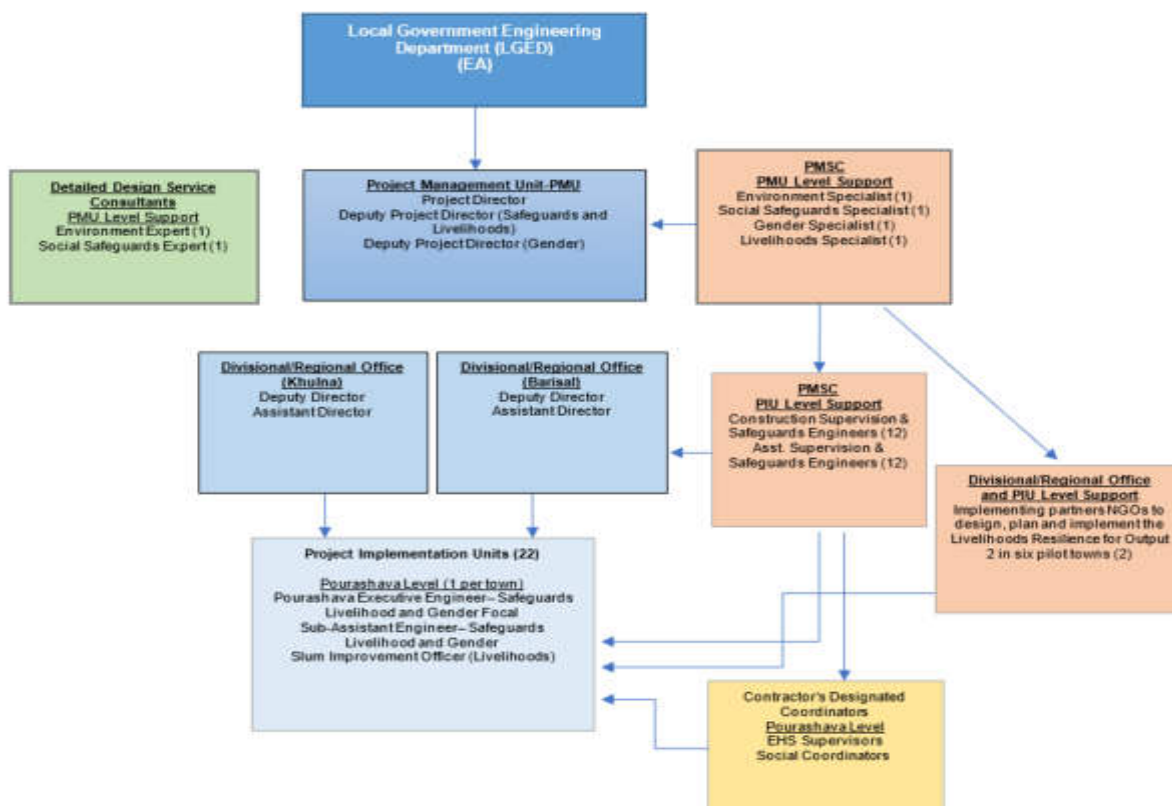 Local Government Engineering
Department (LGED)
(EA)
Detailed Design Service
Consultants
PMU Level Support
Environment Expert (1)
Social Safeguards Expert (1)
Project Management Unit-PMU
Project Director
Deputy Project Director (Safeguards and
Livelihoods)
Deputy Project Director (Gender)
PMSC
PMU Level Support
Environment Specialist (1)
Social Safeguards Specialist (1)
Gender Specialist (1)
Livelihoods Specialist (1)
Divisional/Regional Office
(Khulna)
Deputy Director
Assistant Director
Divisional/Regional Office
(Barisal)
Deputy Director
Assistant Director
PMSC
PIU Level Support
Construction Supervision &
Safeguards Engineers (12)
Asst. Supervision &
Safeguards Engineers (12)
Divisional/Regional Office
and PIU Level Support
Implementing partners NGOs to
design, plan and implement the
Livelihoods Resilience for Output
2 in six pilot towns (2)
Project Implementation Units (22)
Pourashava Level (1 per town)
Pourashava Executive Engineer– Safeguards
Livelihood and Gender Focal
Sub-Assistant Engineer– Safeguards
Livelihood and Gender
Slum Improvement Officer (Livelihoods)
Contractor's Designated
Coordinators
Pourashava Level
EHS Supervisors
Social Coordinators